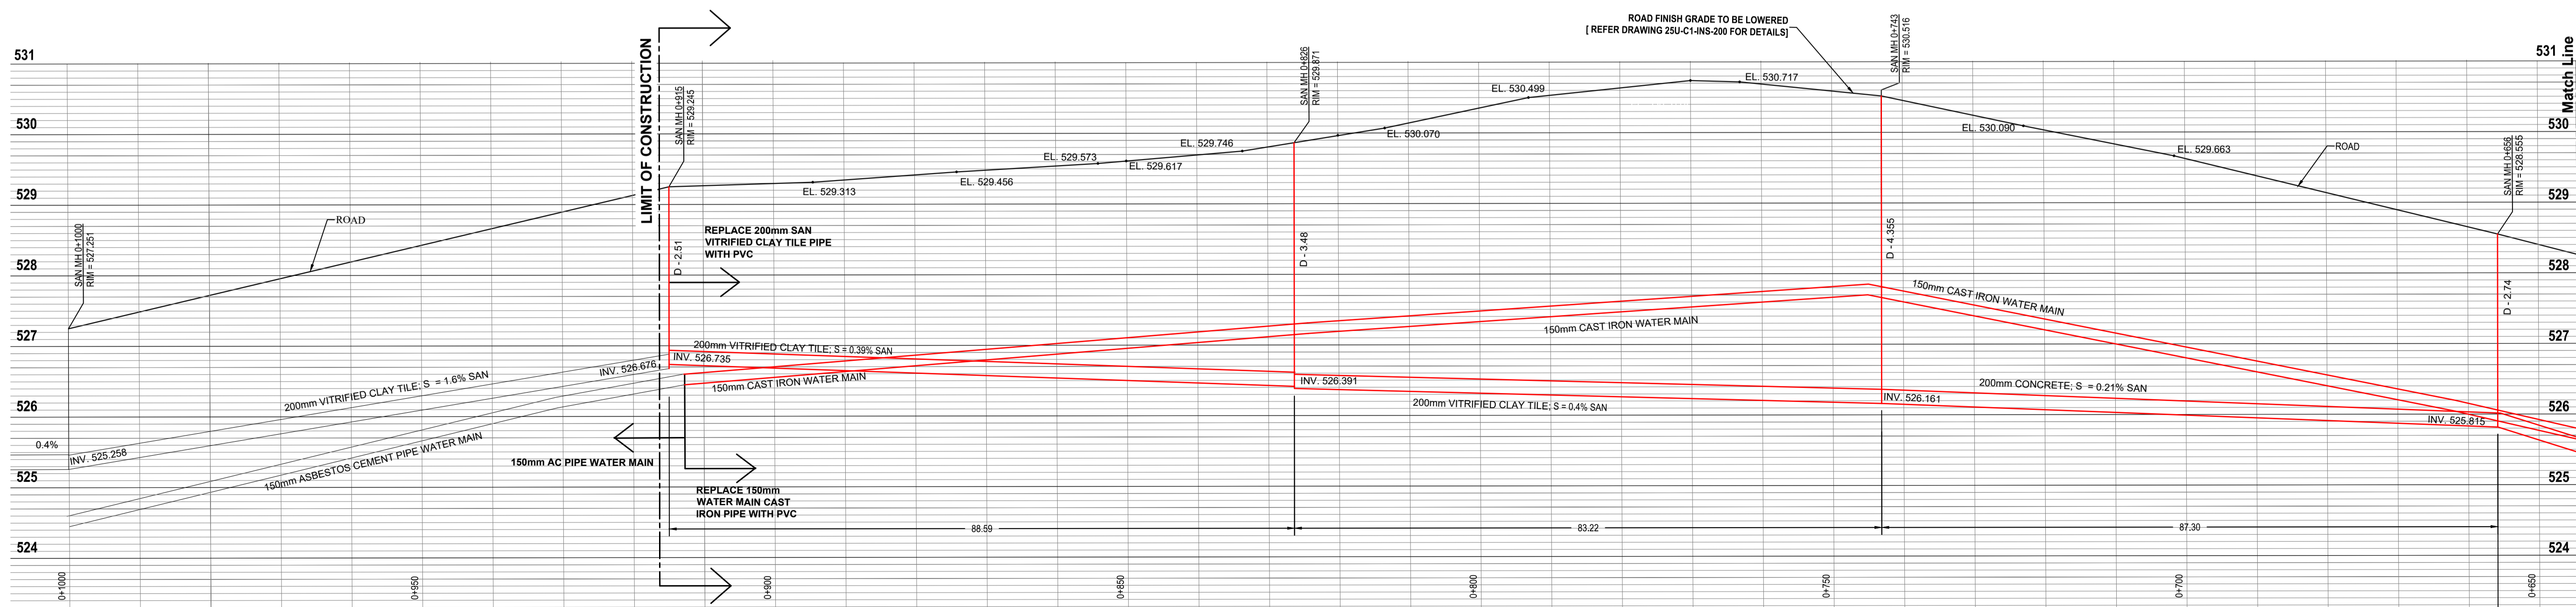 ROAD FINISH GRADE TO BE LOWERED
[ REFER DRAWING 25U-C1-INS-200 FOR DETAILS]
531
530
529
528
527
526
525
524
531
530
529
528
527
526
525
524
Match Line
LIMIT OF CONSTRUCTION
SAN MH 0+1000
RIM = 527.251
SAN MH 0+915
RIM = 529.245
SAN MH 0+826
RIM = 529.871
SAN MH 0+743
RIM = 530.516
SAN MH 0+656
RIM = 528.555
ROAD
ROAD
EL. 529.313
EL. 529.456
EL. 529.573
EL. 529.617
EL. 529.746
EL. 530.070
EL. 530.499
EL. 530.717
EL. 530.090
EL. 529.663
D - 2.51
D - 3.48
D - 4.355
D - 2.74
REPLACE 200mm SAN
VITRIFIED CLAY TILE PIPE
WITH PVC
200mm VITRIFIED CLAY TILE; S = 1.6% SAN
200mm VITRIFIED CLAY TILE; S = 0.39% SAN
150mm CAST IRON WATER MAIN
150mm CAST IRON WATER MAIN
150mm CAST IRON WATER MAIN
200mm CONCRETE; S = 0.21% SAN
200mm VITRIFIED CLAY TILE; S = 0.4% SAN
0.4%
INV. 525.258
INV. 526.676
INV. 526.735
INV. 526.391
INV. 526.161
INV. 525.815
150mm ASBESTOS CEMENT PIPE WATER MAIN
150mm AC PIPE WATER MAIN
REPLACE 150mm
WATER MAIN CAST
IRON PIPE WITH PVC
88.59
83.22
87.30
0+1000
0+950
0+900
0+850
0+800
0+750
0+700
0+650